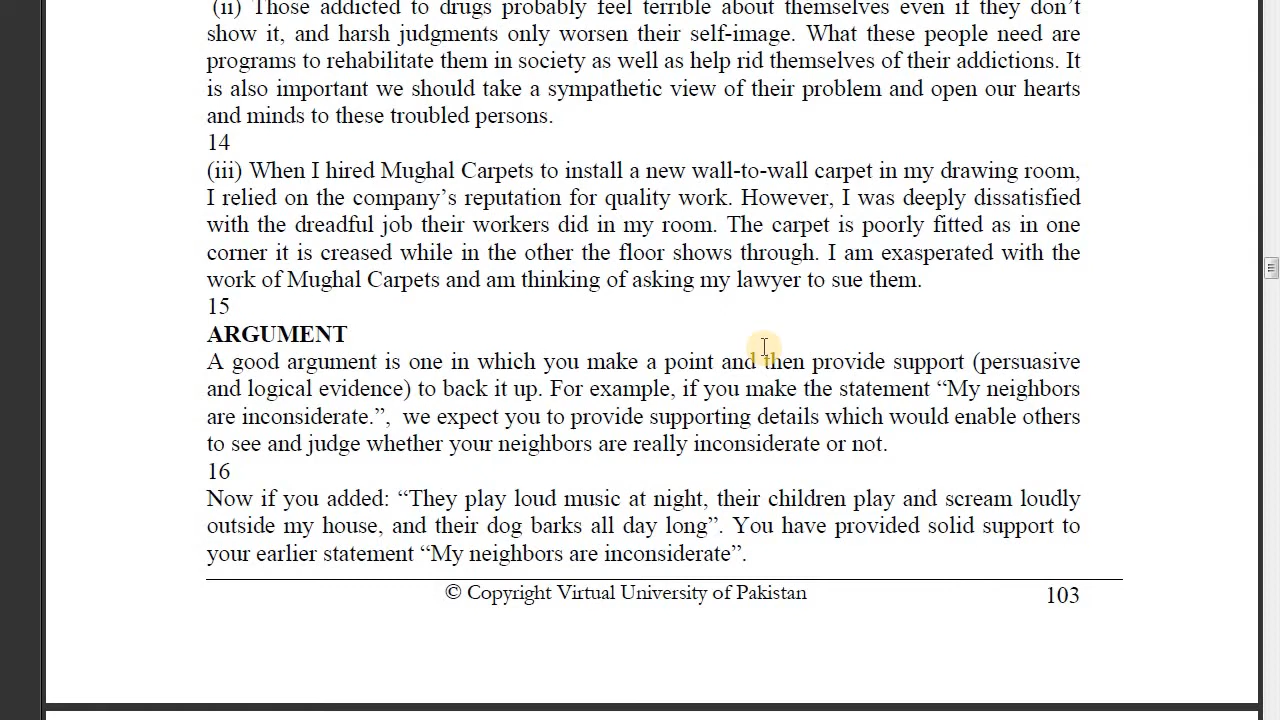 (ii) Those addicted to drugs probably feel terrible about themselves even if they don’t
show it, and harsh judgments only worsen their self-image. What these people need are
programs to rehabilitate them in society as well as help rid themselves of their addictions. It
is also important we should take a sympathetic view of their problem and open our hearts
and minds to these troubled persons.
14
(iii) When I hired Mughal Carpets to install a new wall-to-wall carpet in my drawing room,
I relied on the company’s reputation for quality work. However, I was deeply dissatisfied
with the dreadful job their workers did in my room. The carpet is poorly fitted as in one
corner it is creased while in the other the floor shows through. I am exasperated with the
work of Mughal Carpets and am thinking of asking my lawyer to sue them.
15
ARGUMENT
A good argument is one in which you make a point and then provide support (persuasive
and logical evidence) to back it up. For example, if you make the statement “My neighbors
are inconsiderate.”, we expect you to provide supporting details which would enable others
to see and judge whether your neighbors are really inconsiderate or not.
16
Now if you added: “They play loud music at night, their children play and scream loudly
outside my house, and their dog barks all day long”. You have provided solid support to
your earlier statement “My neighbors are inconsiderate”.
© Copyright Virtual University of Pakistan 103